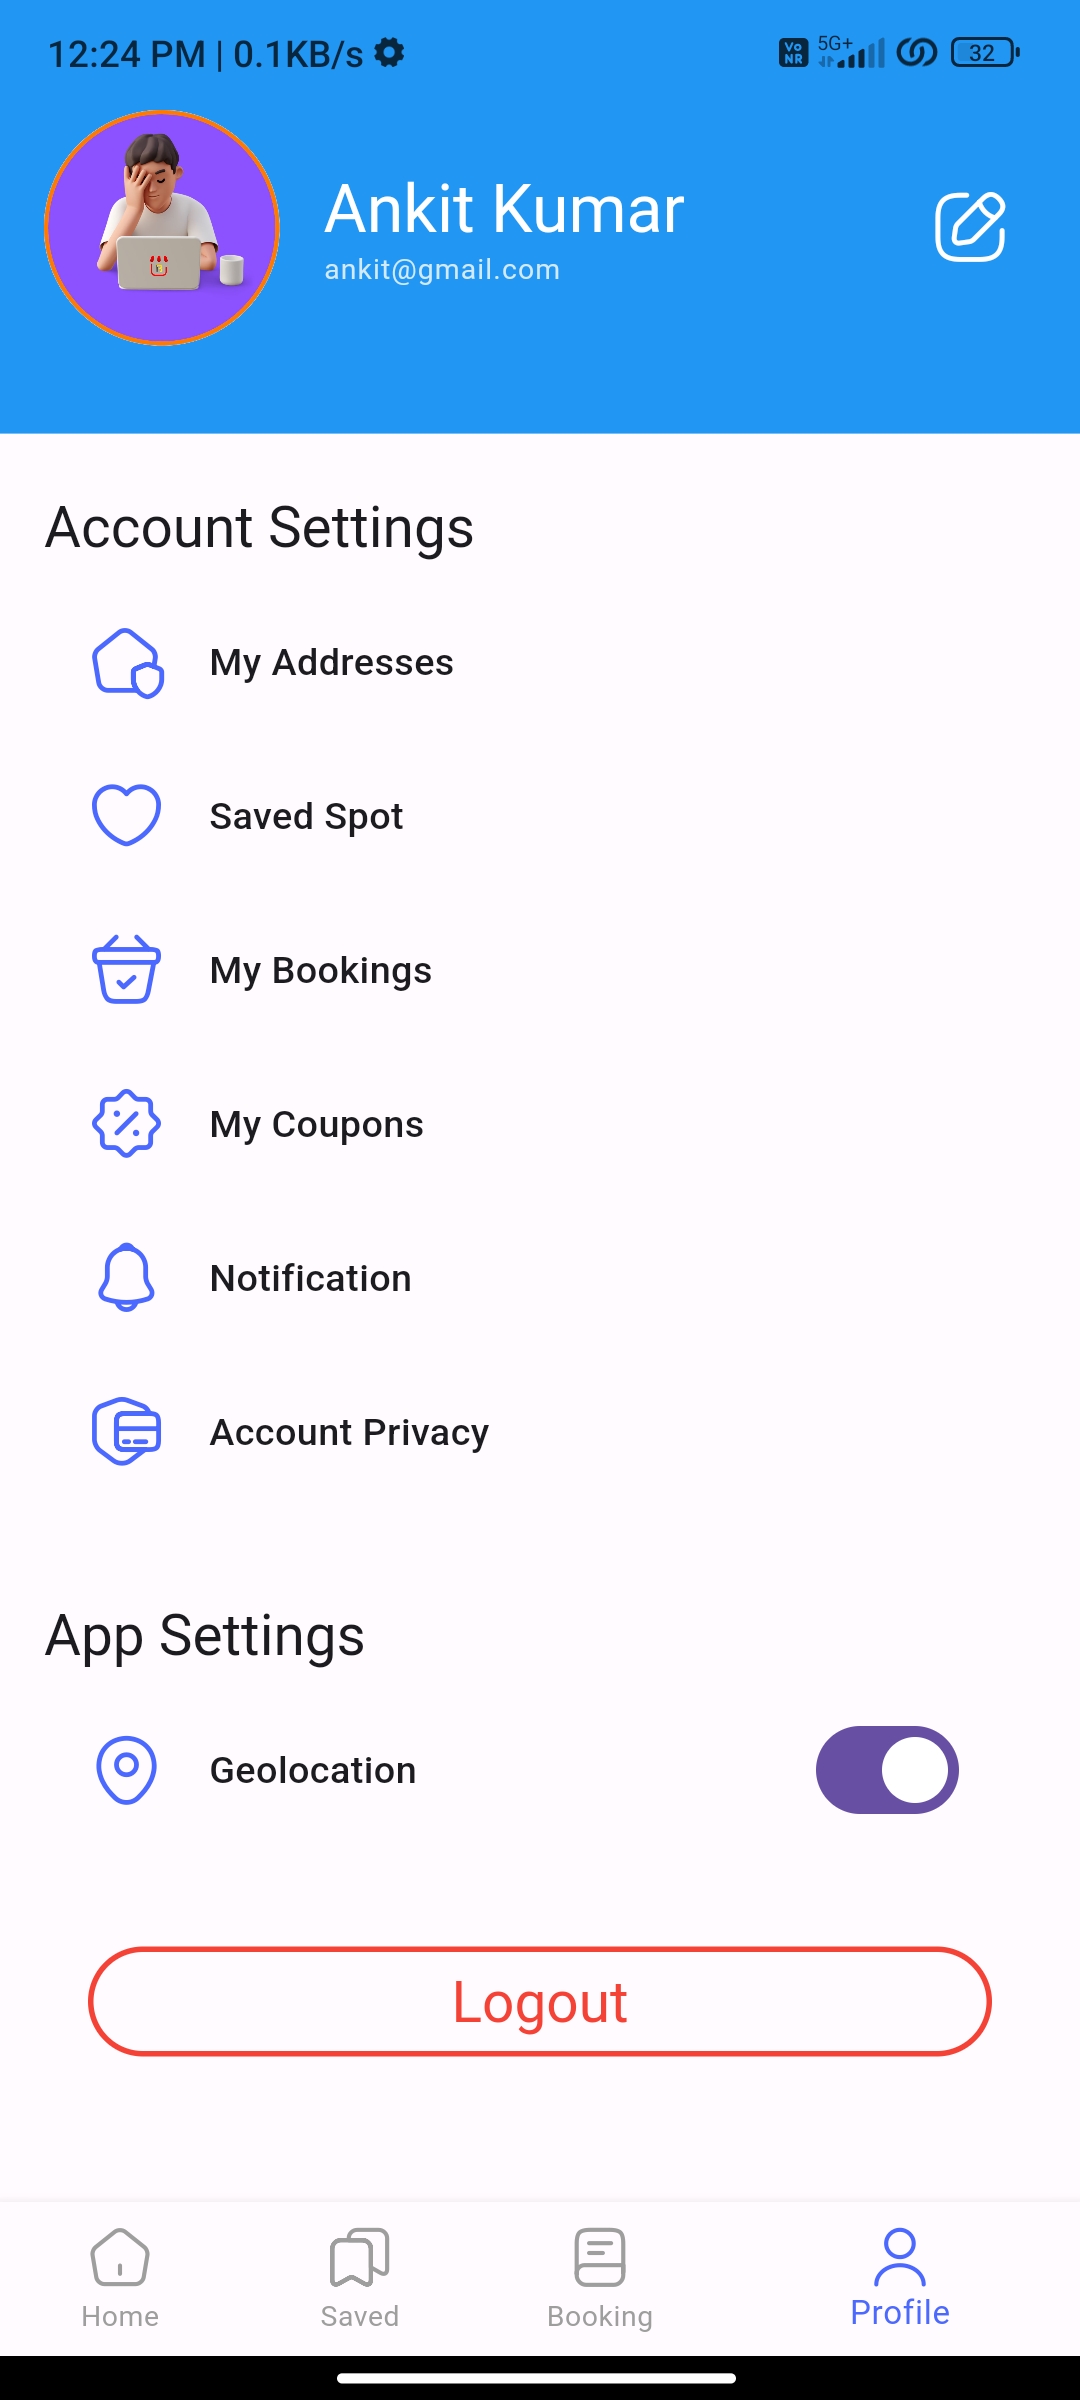 12:24 PM | 0.1KB/s
Vo
NR
5G+
32
Ankit Kumar
ankit@gmail.com
Account Settings
My Addresses
Saved Spot
My Bookings
My Coupons
Notification
Account Privacy
App Settings
Geolocation
Logout
Home
Saved
Booking
Profile